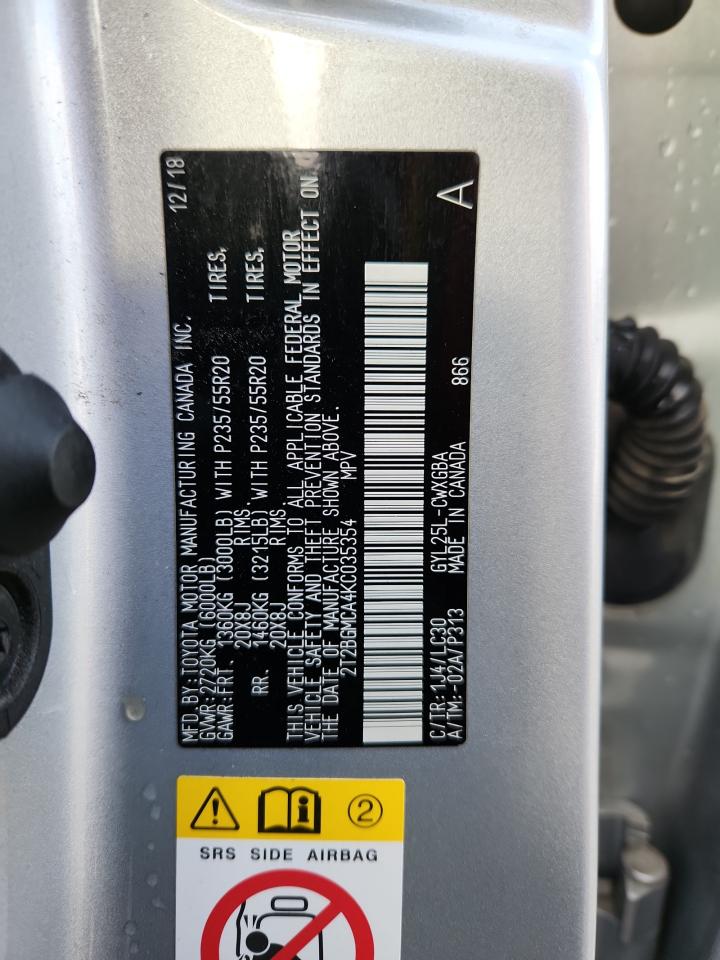 MFD.BY:TOYOTA MOTOR MANUFACTURING CANADA INC. 12/18
GVWR:2720KG (6000LB)
GAWR:FRT. 1360KG (3000LB) WITH P235/55R20 TIRES,
20X8J RIMS,
RR. 1460KG (3215LB) WITH P235/55R20 TIRES,
20X8J RIMS
THIS VEHICLE CONFORMS TO ALL APPLICABLE FEDERAL MOTOR
VEHICLE SAFETY AND THEFT PREVENTION STANDARDS IN EFFECT ON
THE DATE OF MANUFACTURE SHOWN ABOVE.
2T2BGMCA4KC035354 MPV
C/TR:1J4/LC30 GYL25L-CWXGBA
A/TM:-02A/P313 MADE IN CANADA 866
A
2
SRS SIDE AIRBAG